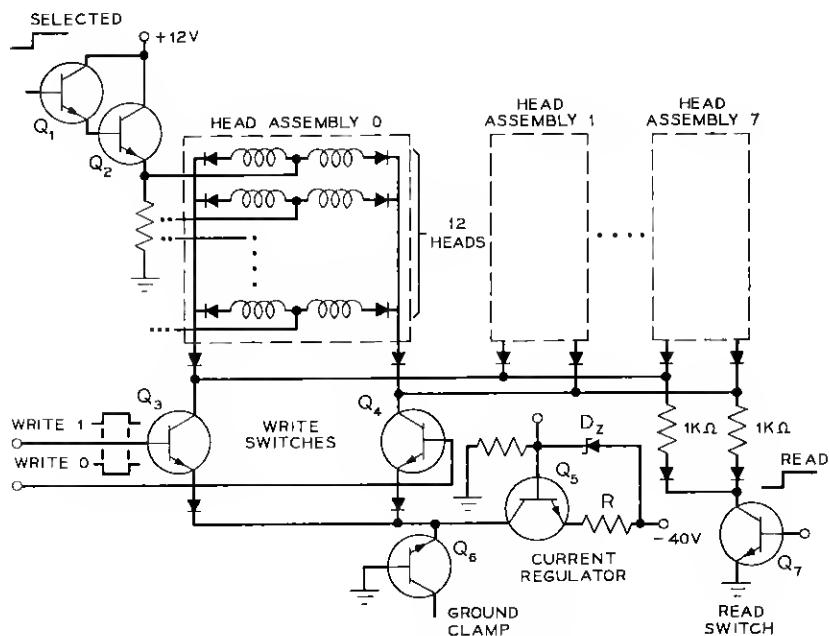 SELECTED
+12V
Q1
Q2
HEAD ASSEMBLY 0
HEAD
ASSEMBLY 1
HEAD
ASSEMBLY 7
12
HEADS
Q3
Q4
WRITE 1
WRITE 0
WRITE
SWITCHES
DZ
Q5
R
-40V
CURRENT
REGULATOR
Q6
GROUND
CLAMP
1KΩ
1KΩ
READ
Q7
READ
SWITCH